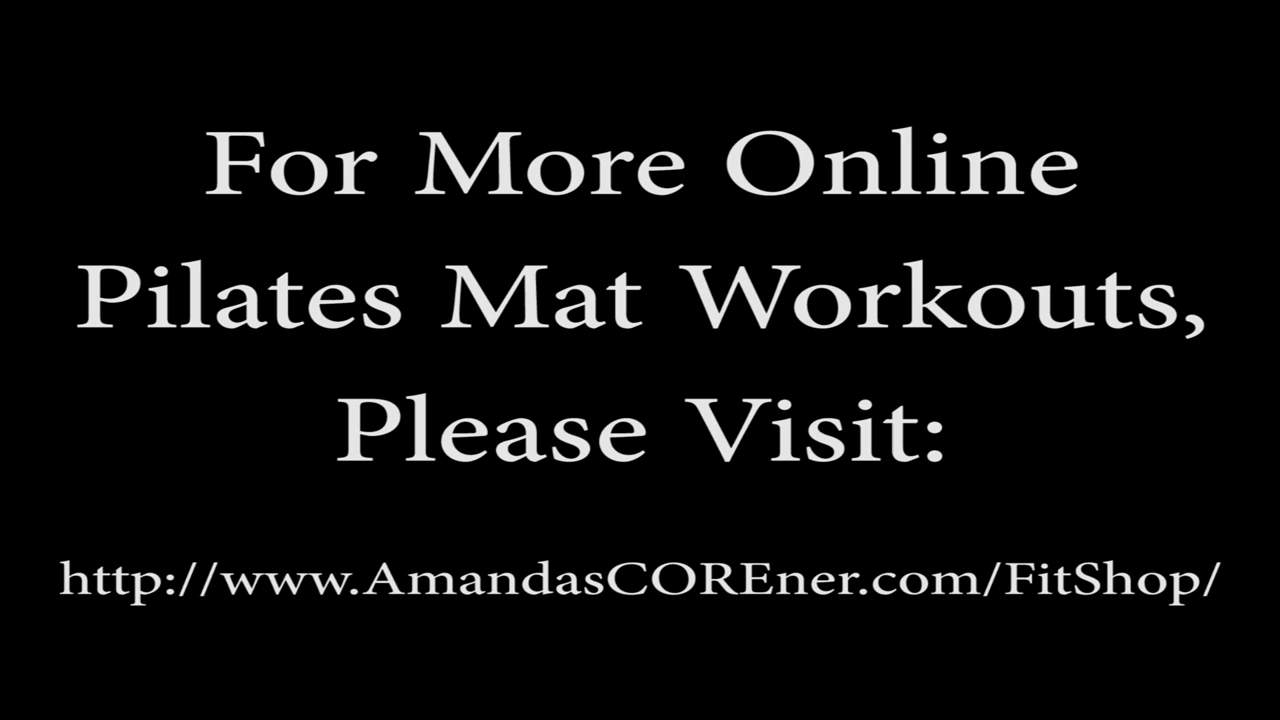 For More Online
Pilates Mat Workouts,
Please Visit:
http://www.AmandasCOREner.com/FitShop/